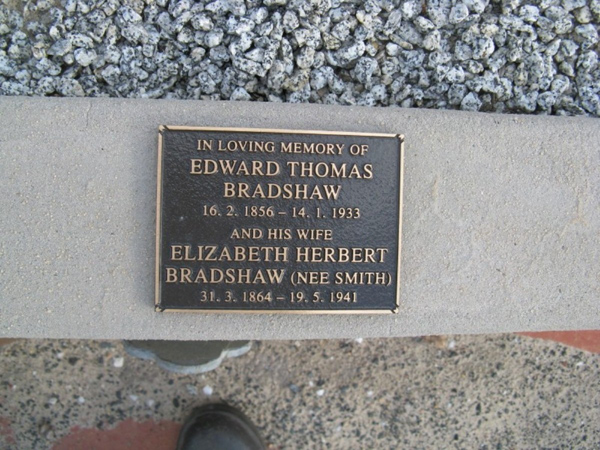 IN LOVING MEMORY OF
EDWARD THOMAS
BRADSHAW
16. 2. 1856 – 14. 1. 1933
AND HIS WIFE
ELIZABETH HERBERT
BRADSHAW (NEE SMITH)
31. 3. 1864 – 19. 5. 1941